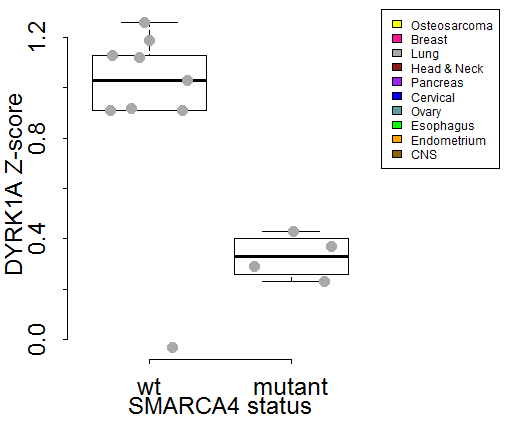 DYRK1A Z-score
1.2
0.8
0.4
0.0
wt mutant
SMARCA4 status
Osteosarcoma
Breast
Lung
Head & Neck
Pancreas
Cervical
Ovary
Esophagus
Endometrium
CNS